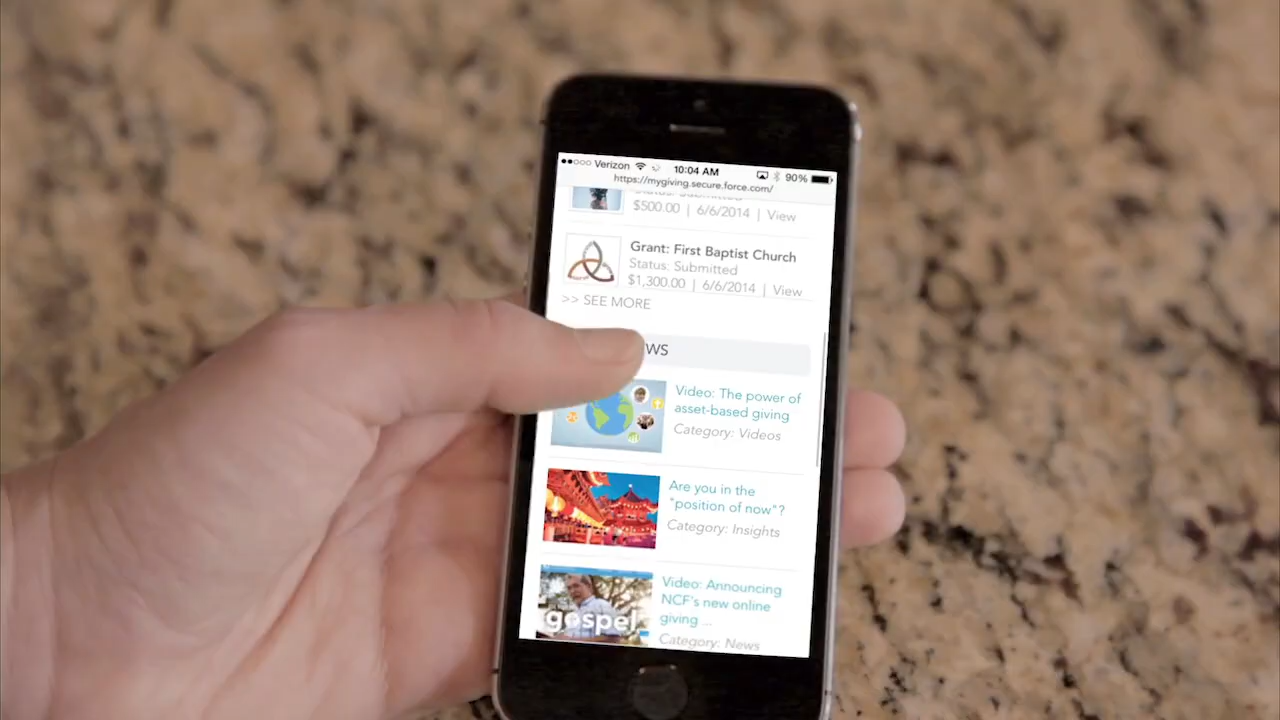 Verizon 10:04 AM 90%
https://mygiving.secure.force.com/
Status: Submitted
$500.00 | 6/6/2014 | View
Grant: First Baptist Church
Status: Submitted
$1,300.00 | 6/6/2014 | View
>> SEE MORE
WS
Video: The power of
asset-based giving
Category: Videos
Are you in the
"position of now"?
Category: Insights
Video: Announcing
NCF's new online
giving ...
Category: News
gospel